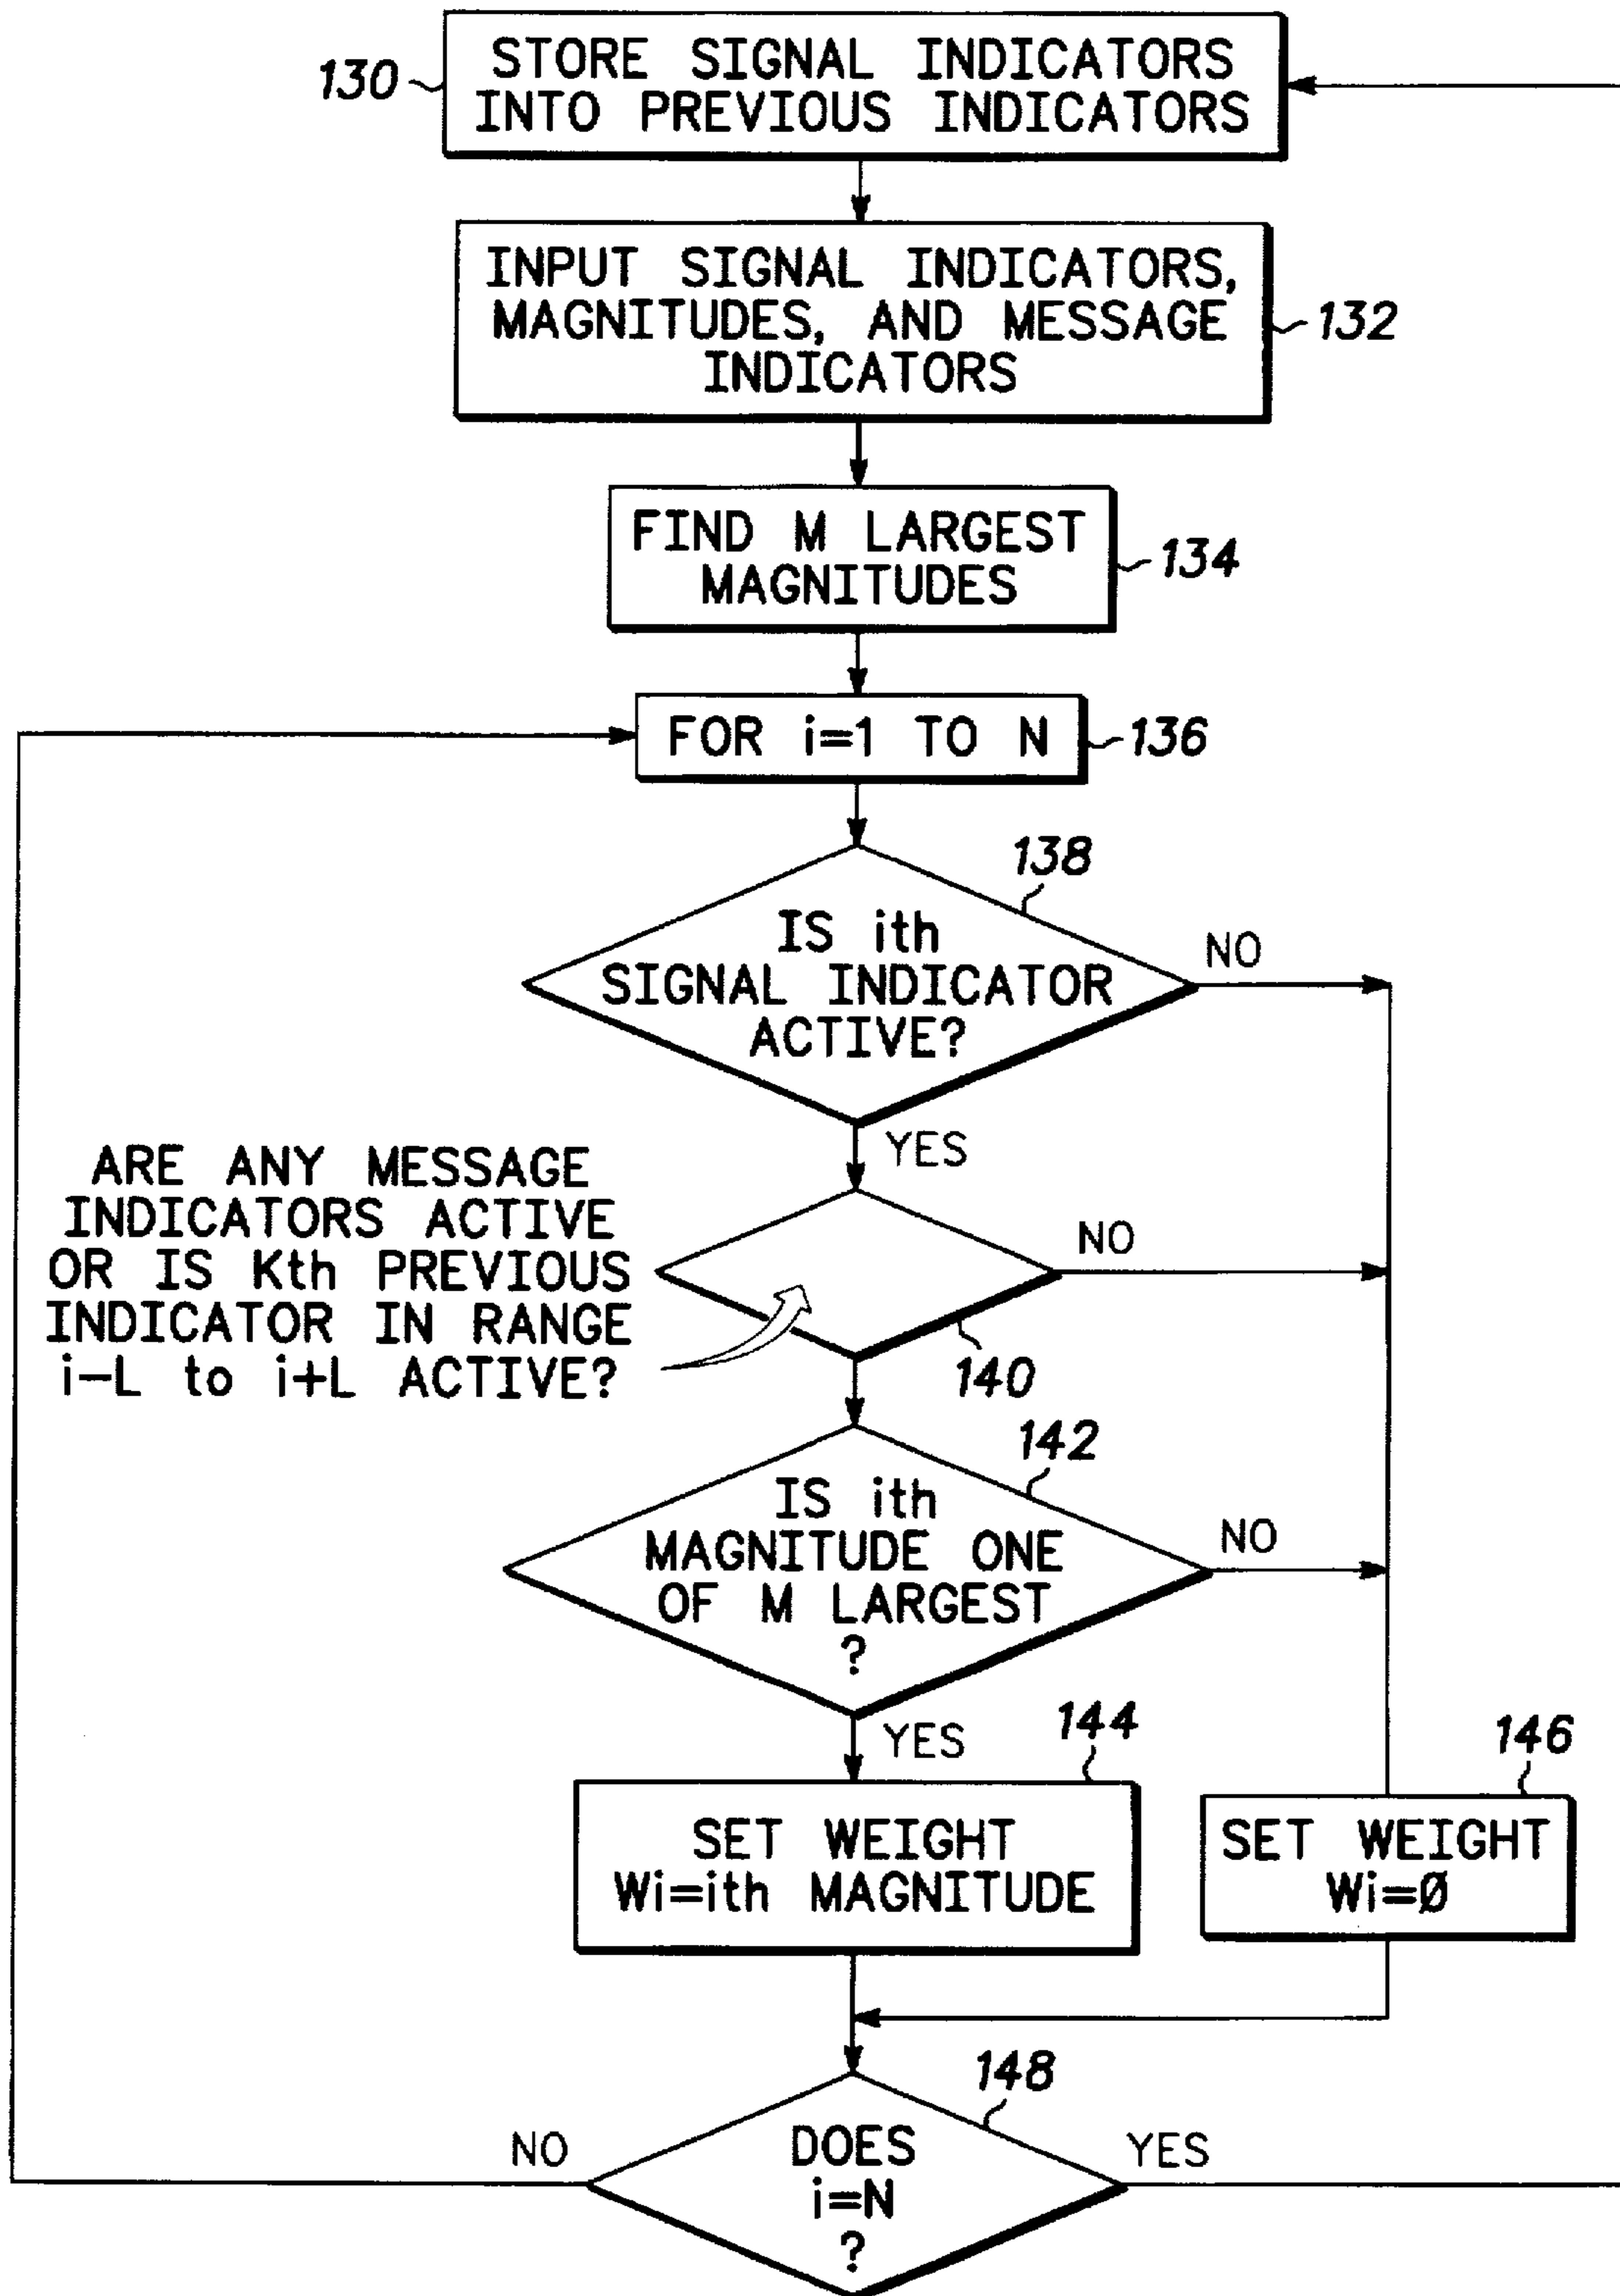 130
STORE SIGNAL INDICATORS
INTO PREVIOUS INDICATORS
INPUT SIGNAL INDICATORS,
MAGNITUDES, AND MESSAGE
INDICATORS
132
FIND M LARGEST
MAGNITUDES
134
FOR i=1 TO N
136
138
IS ith
SIGNAL INDICATOR
ACTIVE?
NO
YES
ARE ANY MESSAGE
INDICATORS ACTIVE
OR IS Kth PREVIOUS
INDICATOR IN RANGE
i-L to i+L ACTIVE?
NO
140
142
IS ith
MAGNITUDE ONE
OF M LARGEST
?
NO
YES
144
SET WEIGHT
Wi=ith MAGNITUDE
146
SET WEIGHT
Wi=Ø
148
DOES
i=N
?
NO
YES